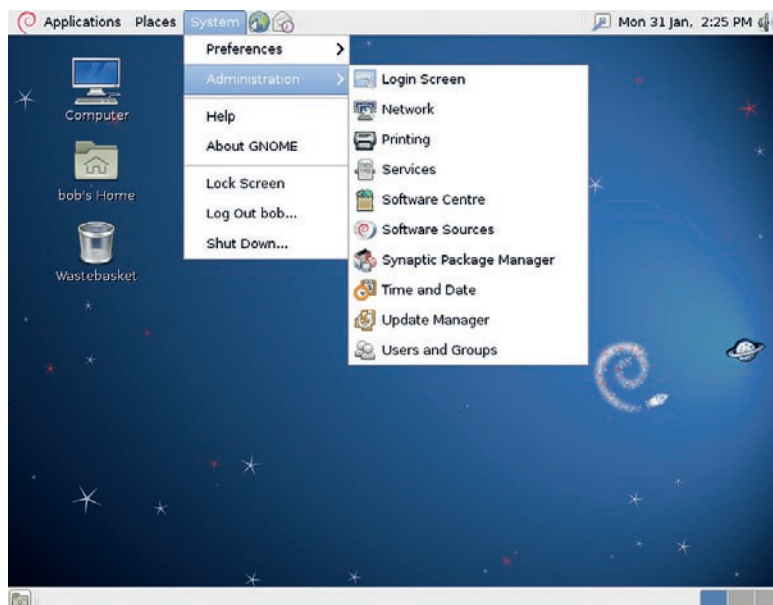 Applications Places System Mon 31 Jan, 2:25 PM
Preferences
Administration
Help
About GNOME
Lock Screen
Log Out bob...
Shut Down...
Login Screen
Network
Printing
Services
Software Centre
Software Sources
Synaptic Package Manager
Time and Date
Update Manager
Users and Groups
Computer
bob's Home
Wastebasket